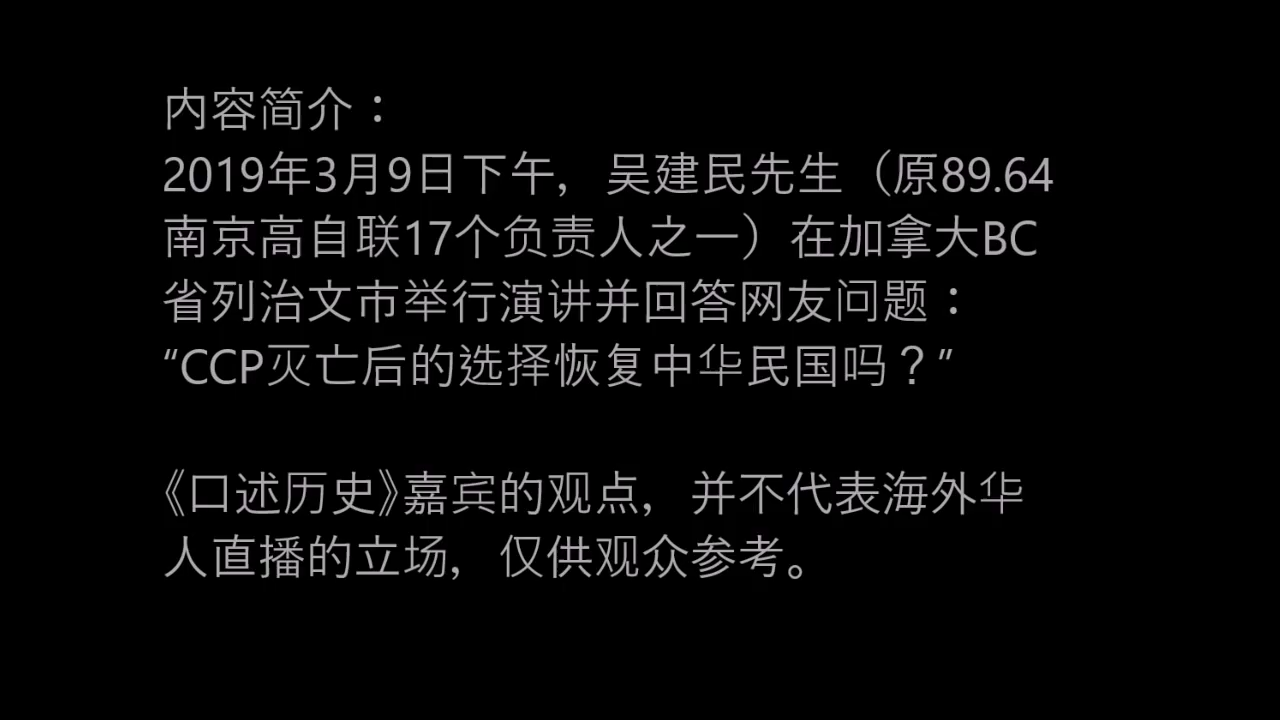 内容简介：
2019年3月9日下午，吴建民先生（原89.64
南京高自联17个负责人之一）在加拿大BC
省列治文市举行演讲并回答网友问题：
“CCP灭亡后的选择恢复中华民国吗？”
《口述历史》嘉宾的观点，并不代表海外华
人直播的立场，仅供观众参考。